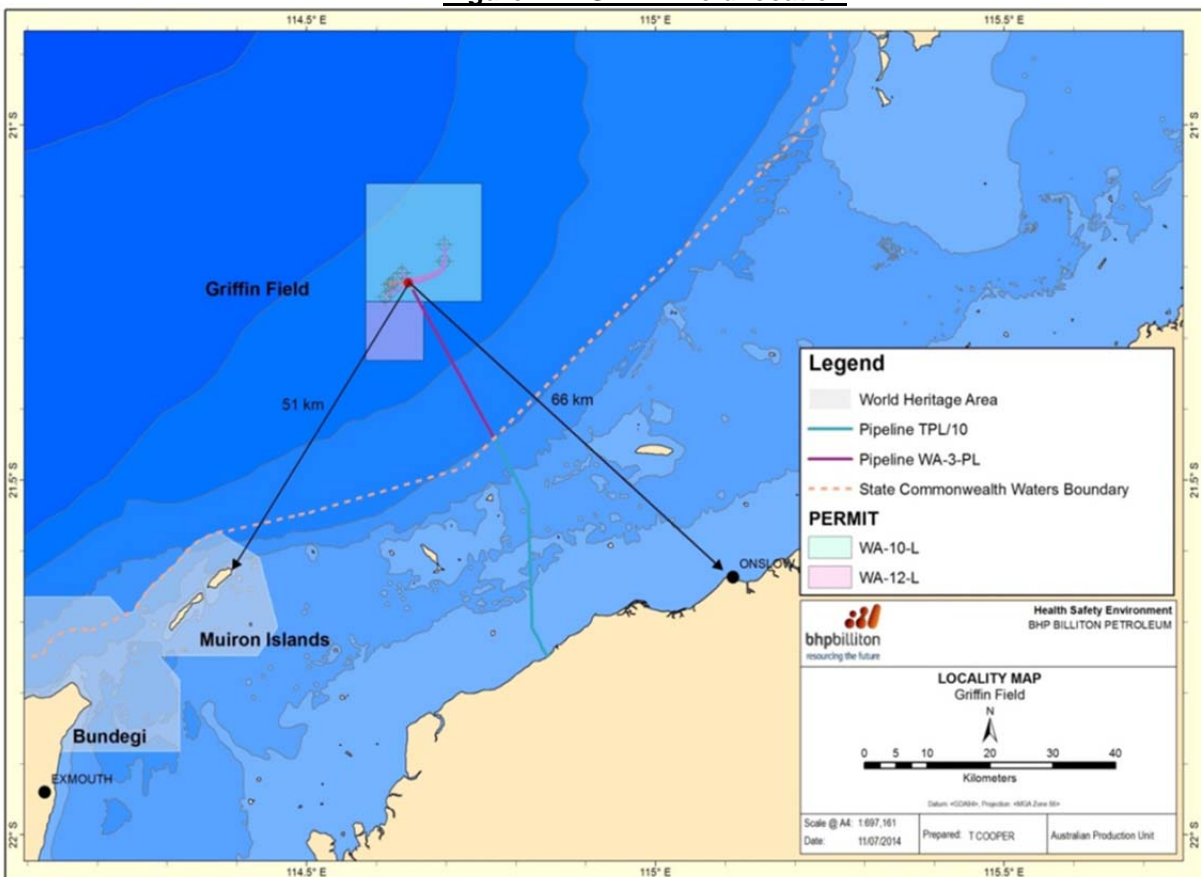 114.5° E 115° E 115.5° E
21° S 21° S
Griffin Field
51 km 66 km
21.5° S 21.5° S
ONSLOW
Muiron Islands
Bundegi
EXMOUTH
22° S 22° S
114.5° E 115° E 115.5° E
Legend
World Heritage Area
Pipeline TPL/10
Pipeline WA-3-PL
State Commonwealth Waters Boundary
PERMIT
WA-10-L
WA-12-L
bhpbilliton
resourcing the future
Health Safety Environment
BHP BILLITON PETROLEUM
LOCALITY MAP
Griffin Field
N
0 5 10 20 30 40
Kilometers
Scale @ A4: 1:697,161
Date: 11/07/2014
Prepared: T COOPER
Australian Production Unit